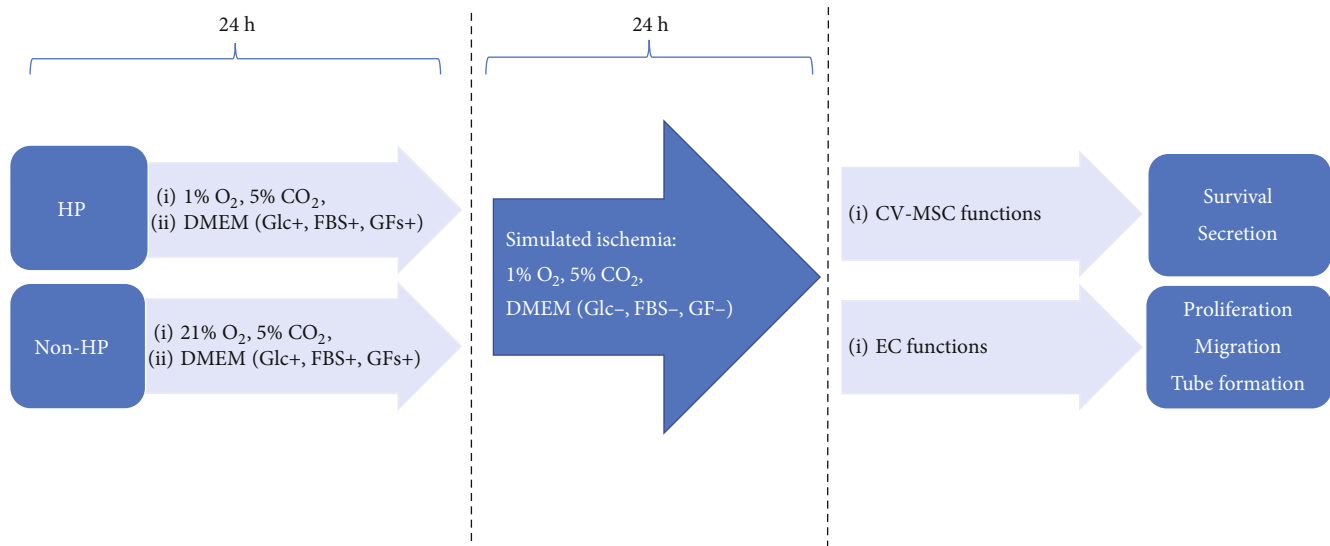 24 h
24 h
HP
(i) 1% O₂, 5% CO₂,
(ii) DMEM (Glc+, FBS+, GFs+)
Non-HP
(i) 21% O₂, 5% CO₂,
(ii) DMEM (Glc+, FBS+, GFs+)
Simulated ischemia:
1% O₂, 5% CO₂,
DMEM (Glc–, FBS–, GF–)
(i) CV-MSC functions
Survival
Secretion
(i) EC functions
Proliferation
Migration
Tube formation